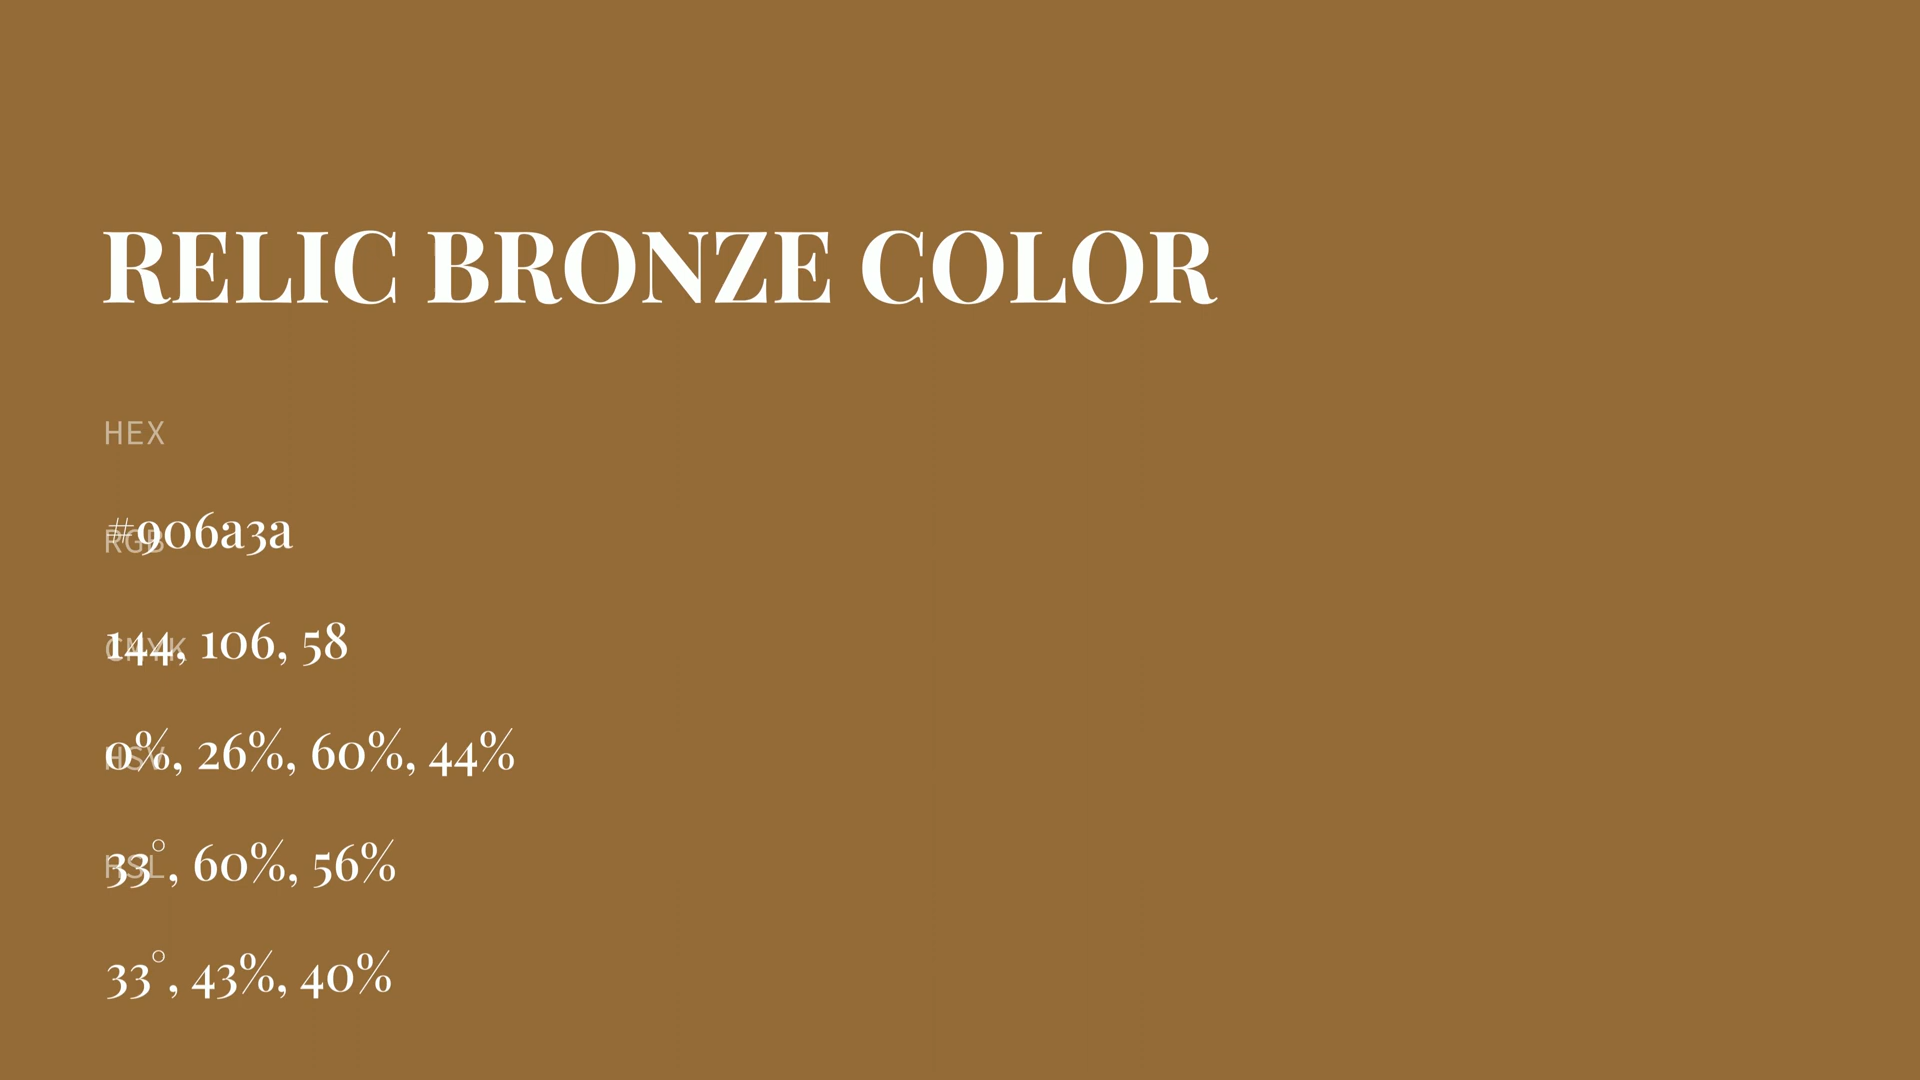 RELIC BRONZE COLOR
HEX
#906a3a
RGB
144, 106, 58
CMYK
0%, 26%, 60%, 44%
HSV
33°, 60%, 56%
HSL
33°, 43%, 40%